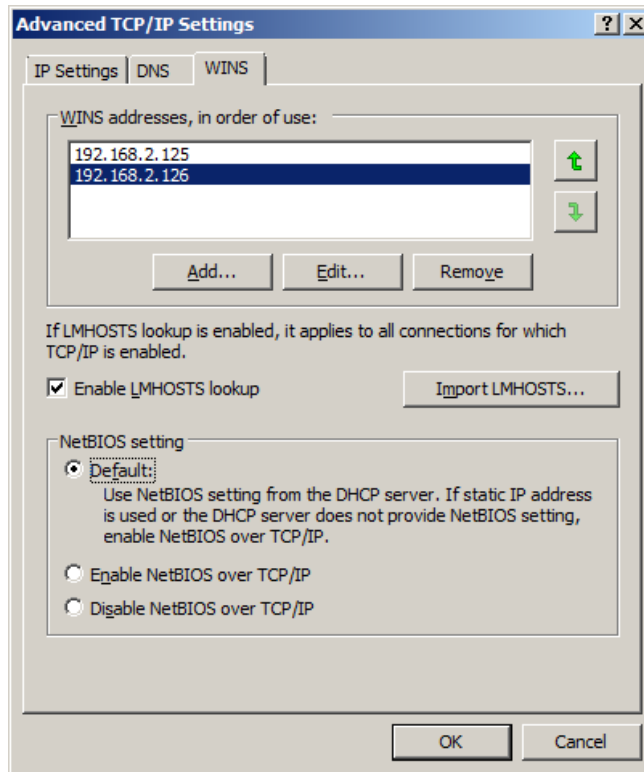 Advanced TCP/IP Settings
IP Settings DNS WINS
WINS addresses, in order of use:
192.168.2.125
192.168.2.126
Add... Edit... Remove
If LMHOSTS lookup is enabled, it applies to all connections for which
TCP/IP is enabled.
Enable LMHOSTS lookup Import LMHOSTS...
NetBIOS setting
Default:
Use NetBIOS setting from the DHCP server. If static IP address
is used or the DHCP server does not provide NetBIOS setting,
enable NetBIOS over TCP/IP.
Enable NetBIOS over TCP/IP
Disable NetBIOS over TCP/IP
OK Cancel